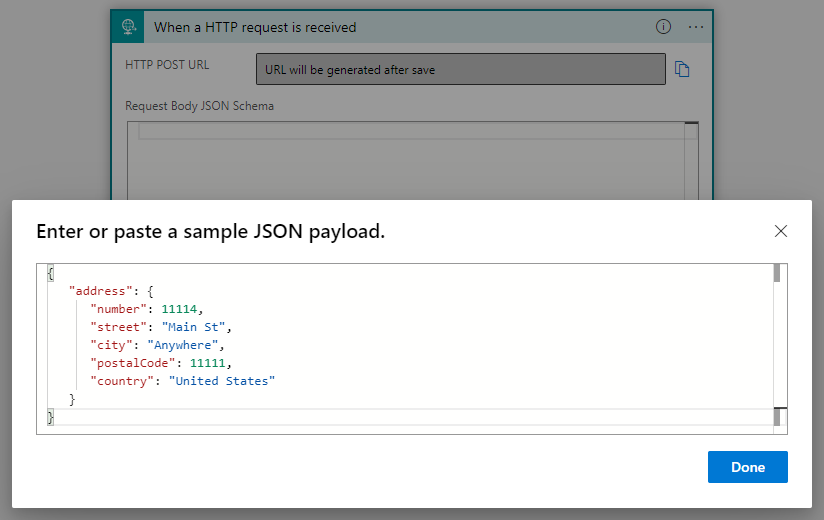 When a HTTP request is received
HTTP POST URL
URL will be generated after save
Request Body JSON Schema
Enter or paste a sample JSON payload.
{
"address": {
"number": 11114,
"street": "Main St",
"city": "Anywhere",
"postalCode": 11111,
"country": "United States"
}
}
Done